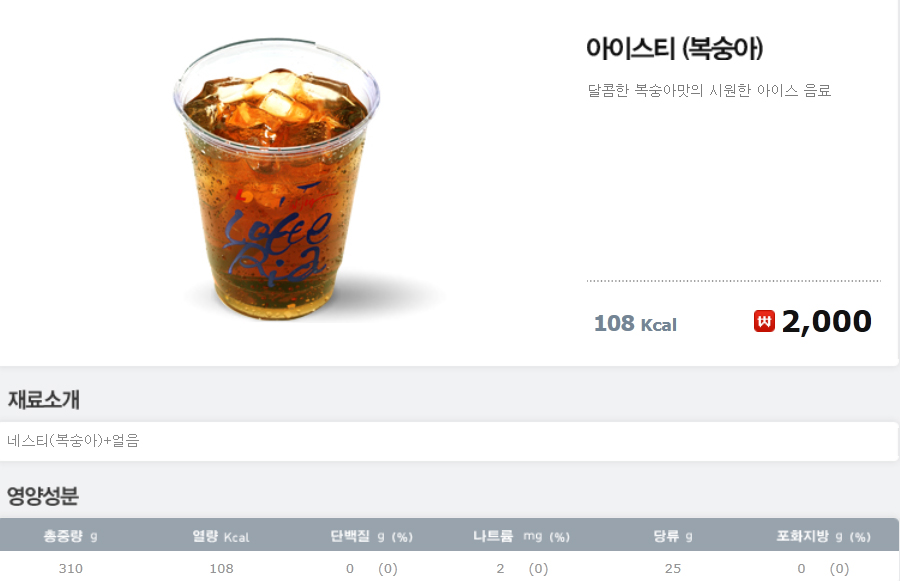 아이스티 (복숭아)
달콤한 복숭아맛의 시원한 아이스 음료
Coffee
Ria
108 Kcal
₩ 2,000
재료소개
네스티(복숭아)+얼음
영양성분
총중량 g 열량 Kcal 단백질 g (%) 나트륨 mg (%) 당류 g 포화지방 g (%)
310 108 0 (0) 2 (0) 25 0 (0)